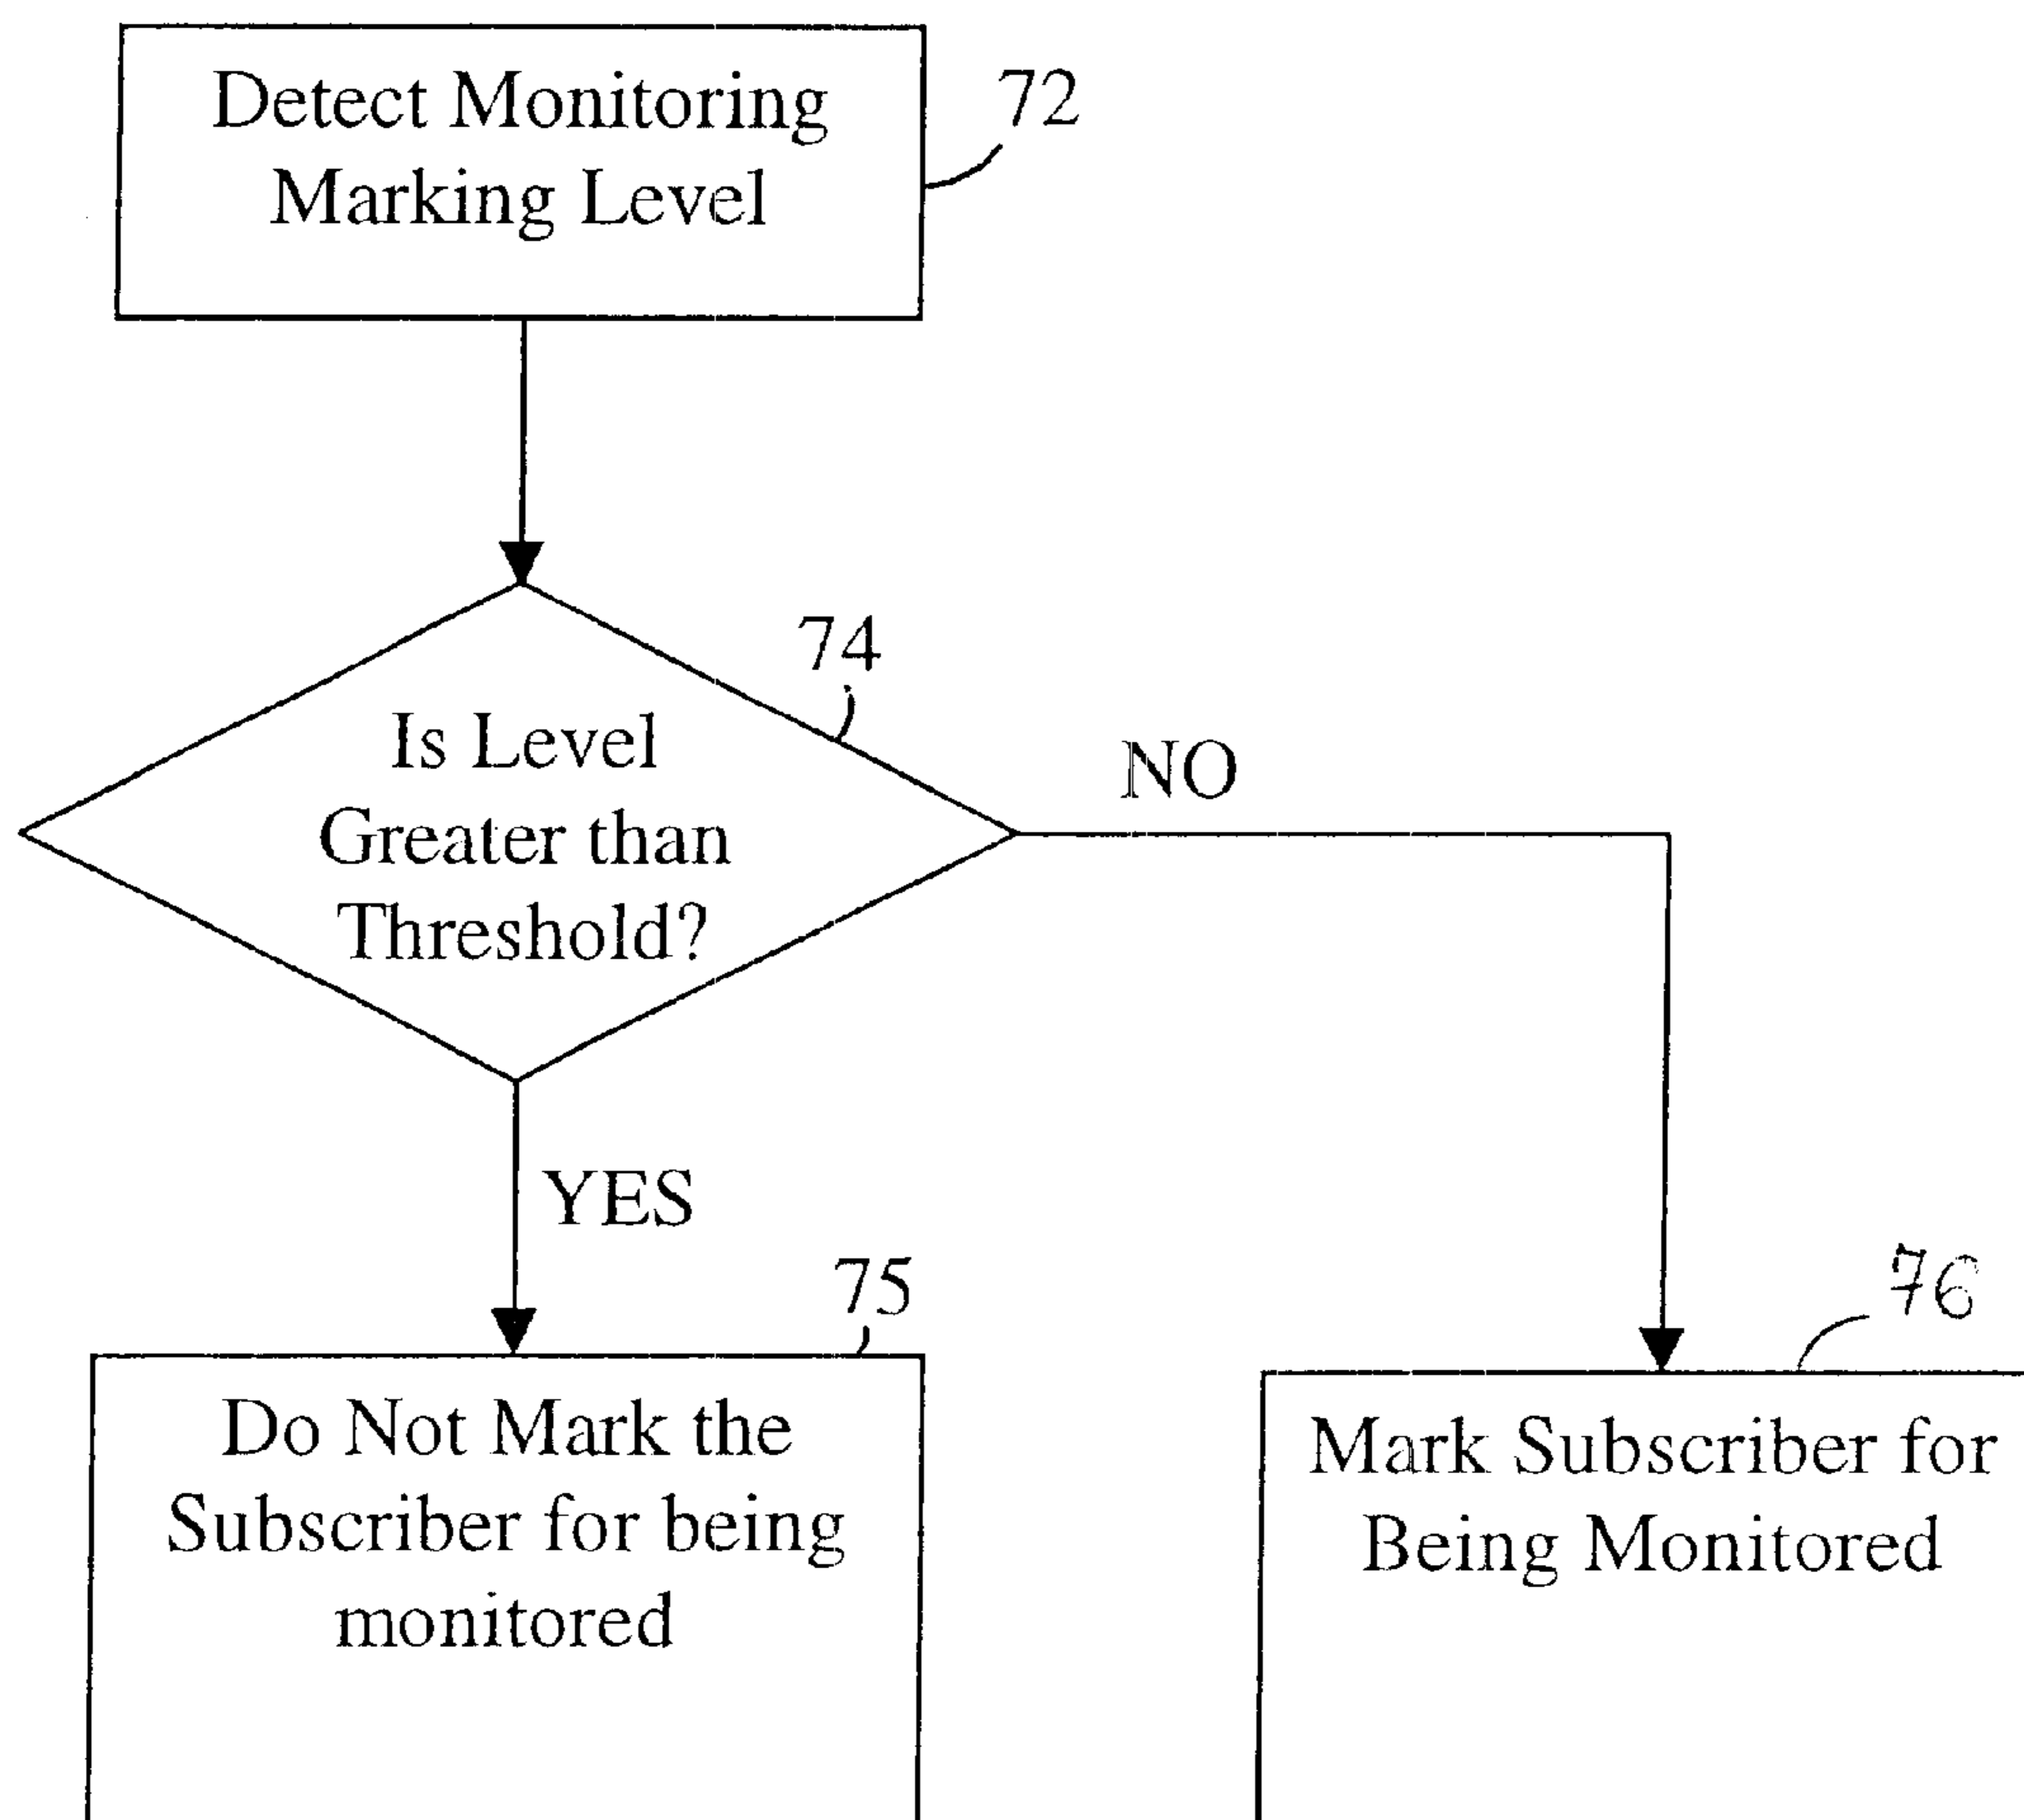 Detect Monitoring
Marking Level
72
74
Is Level
Greater than
Threshold?
NO
YES
75
76
Do Not Mark the
Subscriber for being
monitored
Mark Subscriber for
Being Monitored